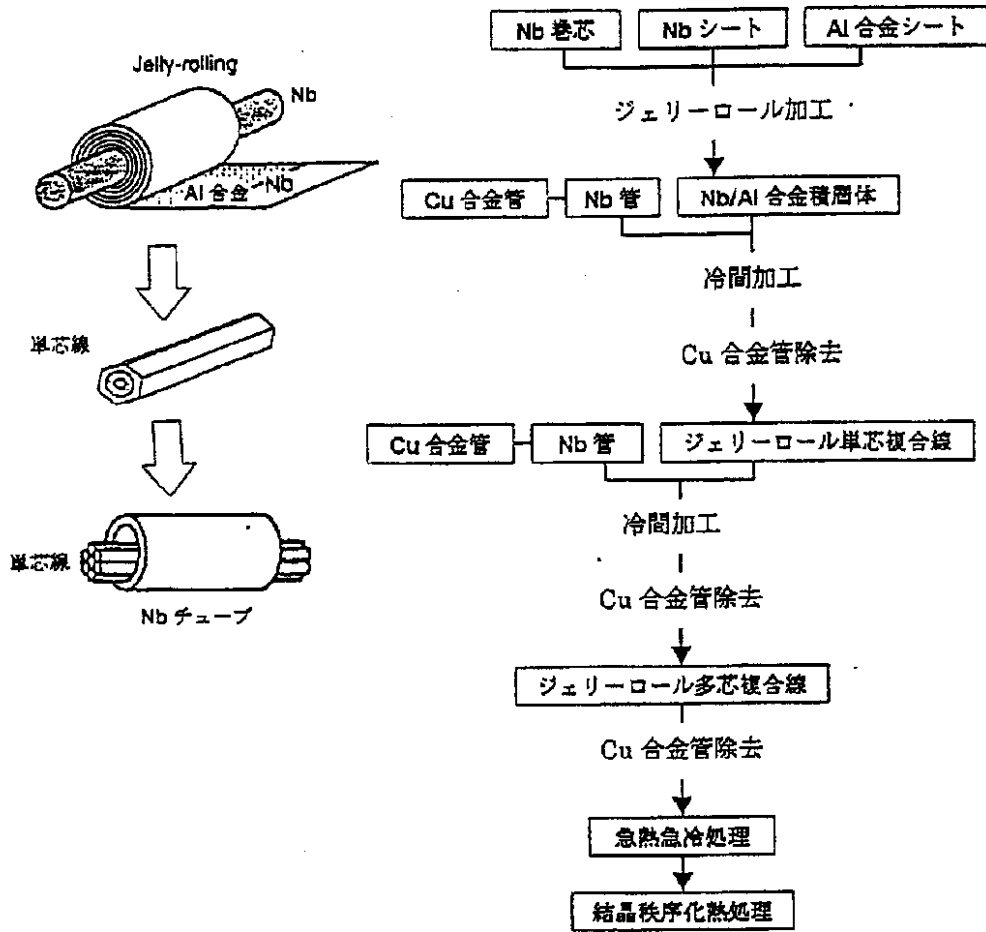 Jelly-rolling
Nb
Al 合金
Nb
単芯線
単芯線
Nb チューブ
Nb 巻芯
Nb シート
Al 合金シート
ジェリーロール加工
Cu 合金管
Nb 管
Nb/Al 合金積層体
冷間加工
Cu 合金管除去
Cu 合金管
Nb 管
ジェリーロール単芯複合線
冷間加工
Cu 合金管除去
ジェリーロール多芯複合線
Cu 合金管除去
急熱急冷処理
結晶秩序化熱処理